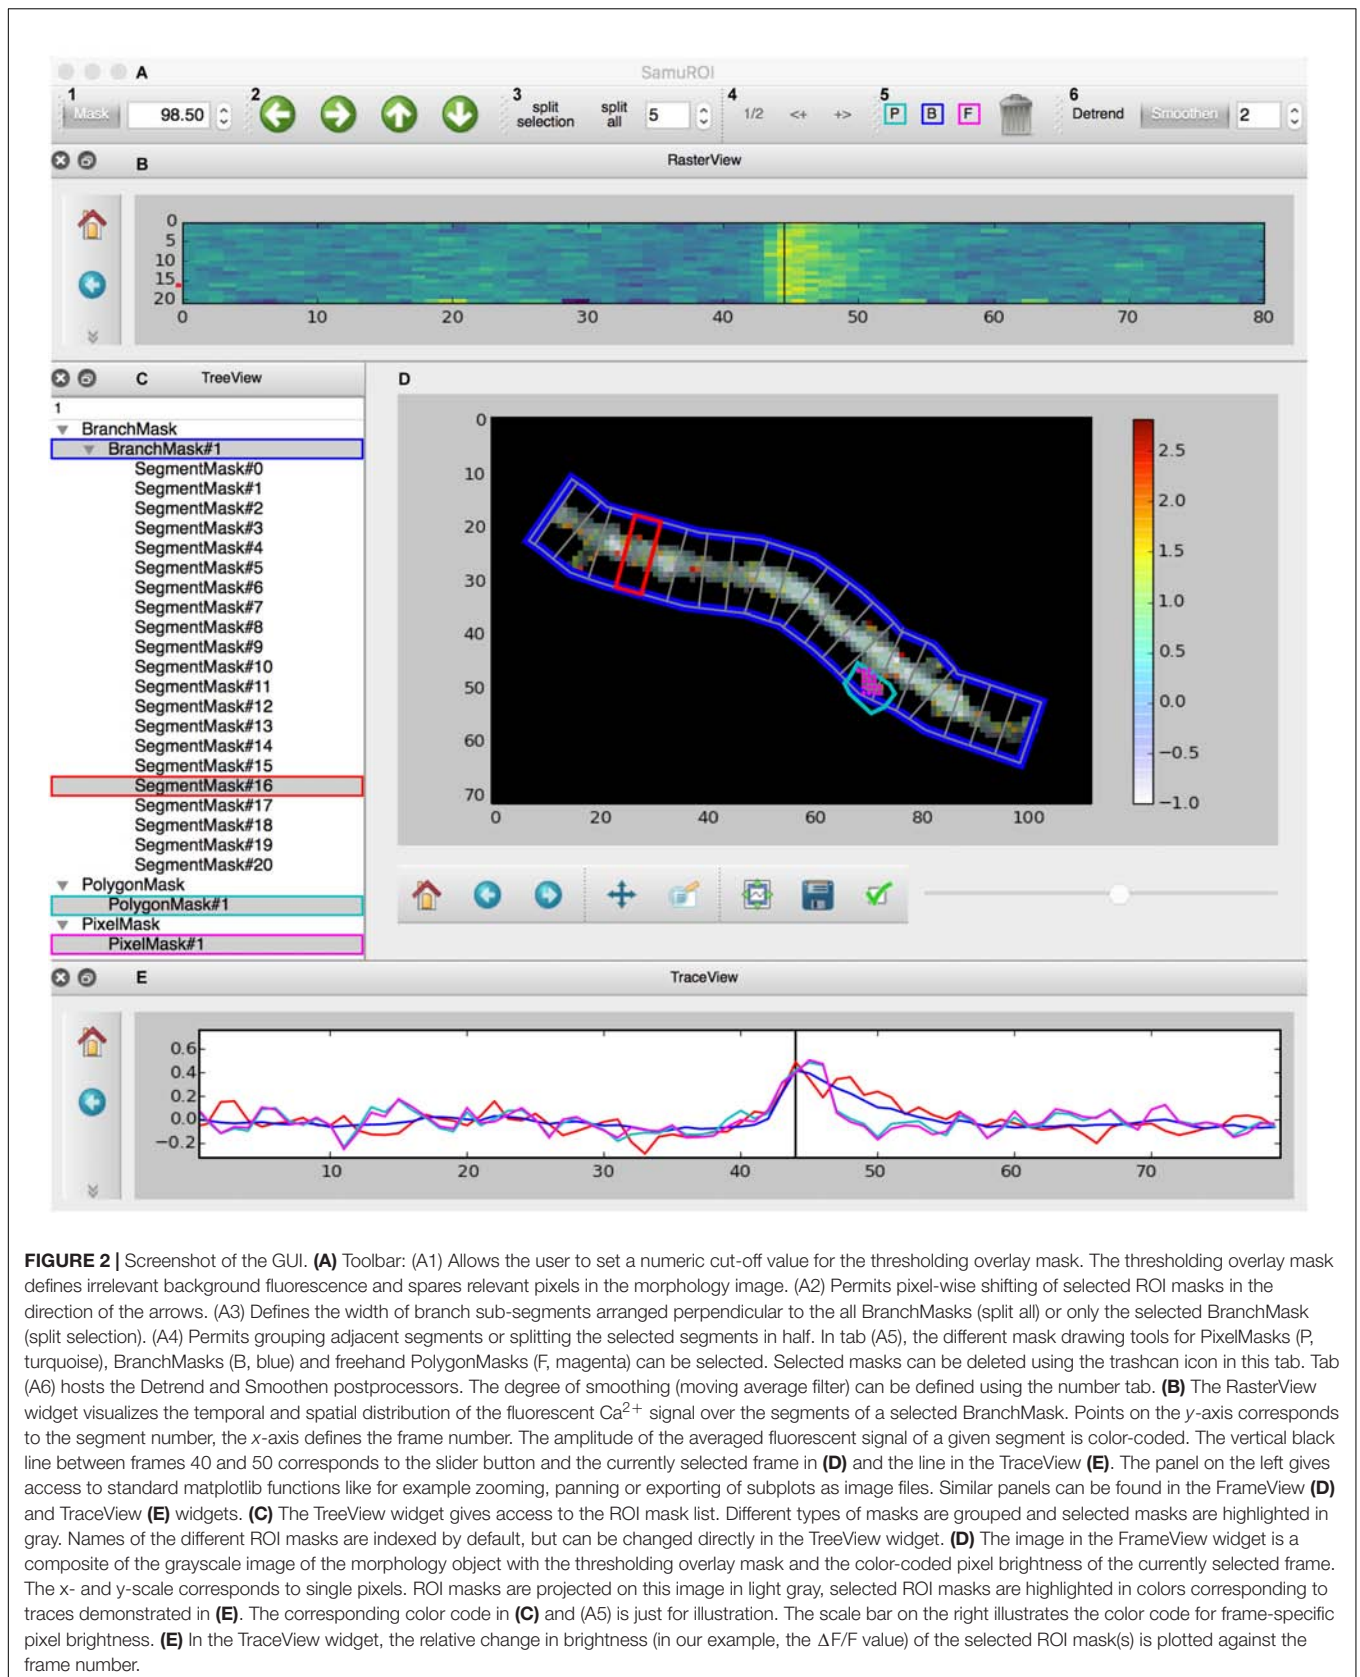 A
SamuROI
1 2 3 4 5 6
Mask 98.50 split selection split all 5 1/2 <+ +> P B F Detrend Smoothen 2
B RasterView
0
5
10
15
20
0 10 20 30 40 50 60 70 80
C TreeView
1
BranchMask
BranchMask#1
SegmentMask#0
SegmentMask#1
SegmentMask#2
SegmentMask#3
SegmentMask#4
SegmentMask#5
SegmentMask#6
SegmentMask#7
SegmentMask#8
SegmentMask#9
SegmentMask#10
SegmentMask#11
SegmentMask#12
SegmentMask#13
SegmentMask#14
SegmentMask#15
SegmentMask#16
SegmentMask#17
SegmentMask#18
SegmentMask#19
SegmentMask#20
PolygonMask
PolygonMask#1
PixelMask
PixelMask#1
D
0
10
20
30
40
50
60
70
0 20 40 60 80 100
2.5
2.0
1.5
1.0
0.5
0.0
−0.5
−1.0
E TraceView
0.6
0.4
0.2
0.0
−0.2
10 20 30 40 50 60 70
FIGURE 2 | Screenshot of the GUI. (A) Toolbar: (A1) Allows the user to set a numeric cut-off value for the thresholding overlay mask. The thresholding overlay mask
defines irrelevant background fluorescence and spares relevant pixels in the morphology image. (A2) Permits pixel-wise shifting of selected ROI masks in the
direction of the arrows. (A3) Defines the width of branch sub-segments arranged perpendicular to the all BranchMasks (split all) or only the selected BranchMask
(split selection). (A4) Permits grouping adjacent segments or splitting the selected segments in half. In tab (A5), the different mask drawing tools for PixelMasks (P,
turquoise), BranchMasks (B, blue) and freehand PolygonMasks (F, magenta) can be selected. Selected masks can be deleted using the trashcan icon in this tab. Tab
(A6) hosts the Detrend and Smoothen postprocessors. The degree of smoothing (moving average filter) can be defined using the number tab. (B) The RasterView
widget visualizes the temporal and spatial distribution of the fluorescent Ca²⁺ signal over the segments of a selected BranchMask. Points on the y-axis corresponds
to the segment number, the x-axis defines the frame number. The amplitude of the averaged fluorescent signal of a given segment is color-coded. The vertical black
line between frames 40 and 50 corresponds to the slider button and the currently selected frame in (D) and the line in the TraceView (E). The panel on the left gives
access to standard matplotlib functions like for example zooming, panning or exporting of subplots as image files. Similar panels can be found in the FrameView (D)
and TraceView (E) widgets. (C) The TreeView widget gives access to the ROI mask list. Different types of masks are grouped and selected masks are highlighted in
gray. Names of the different ROI masks are indexed by default, but can be changed directly in the TreeView widget. (D) The image in the FrameView widget is a
composite of the grayscale image of the morphology object with the thresholding overlay mask and the color-coded pixel brightness of the currently selected frame.
The x- and y-scale corresponds to single pixels. ROI masks are projected on this image in light gray, selected ROI masks are highlighted in colors corresponding to
traces demonstrated in (E). The corresponding color code in (C) and (A5) is just for illustration. The scale bar on the right illustrates the color code for frame-specific
pixel brightness. (E) In the TraceView widget, the relative change in brightness (in our example, the ΔF/F value) of the selected ROI mask(s) is plotted against the
frame number.